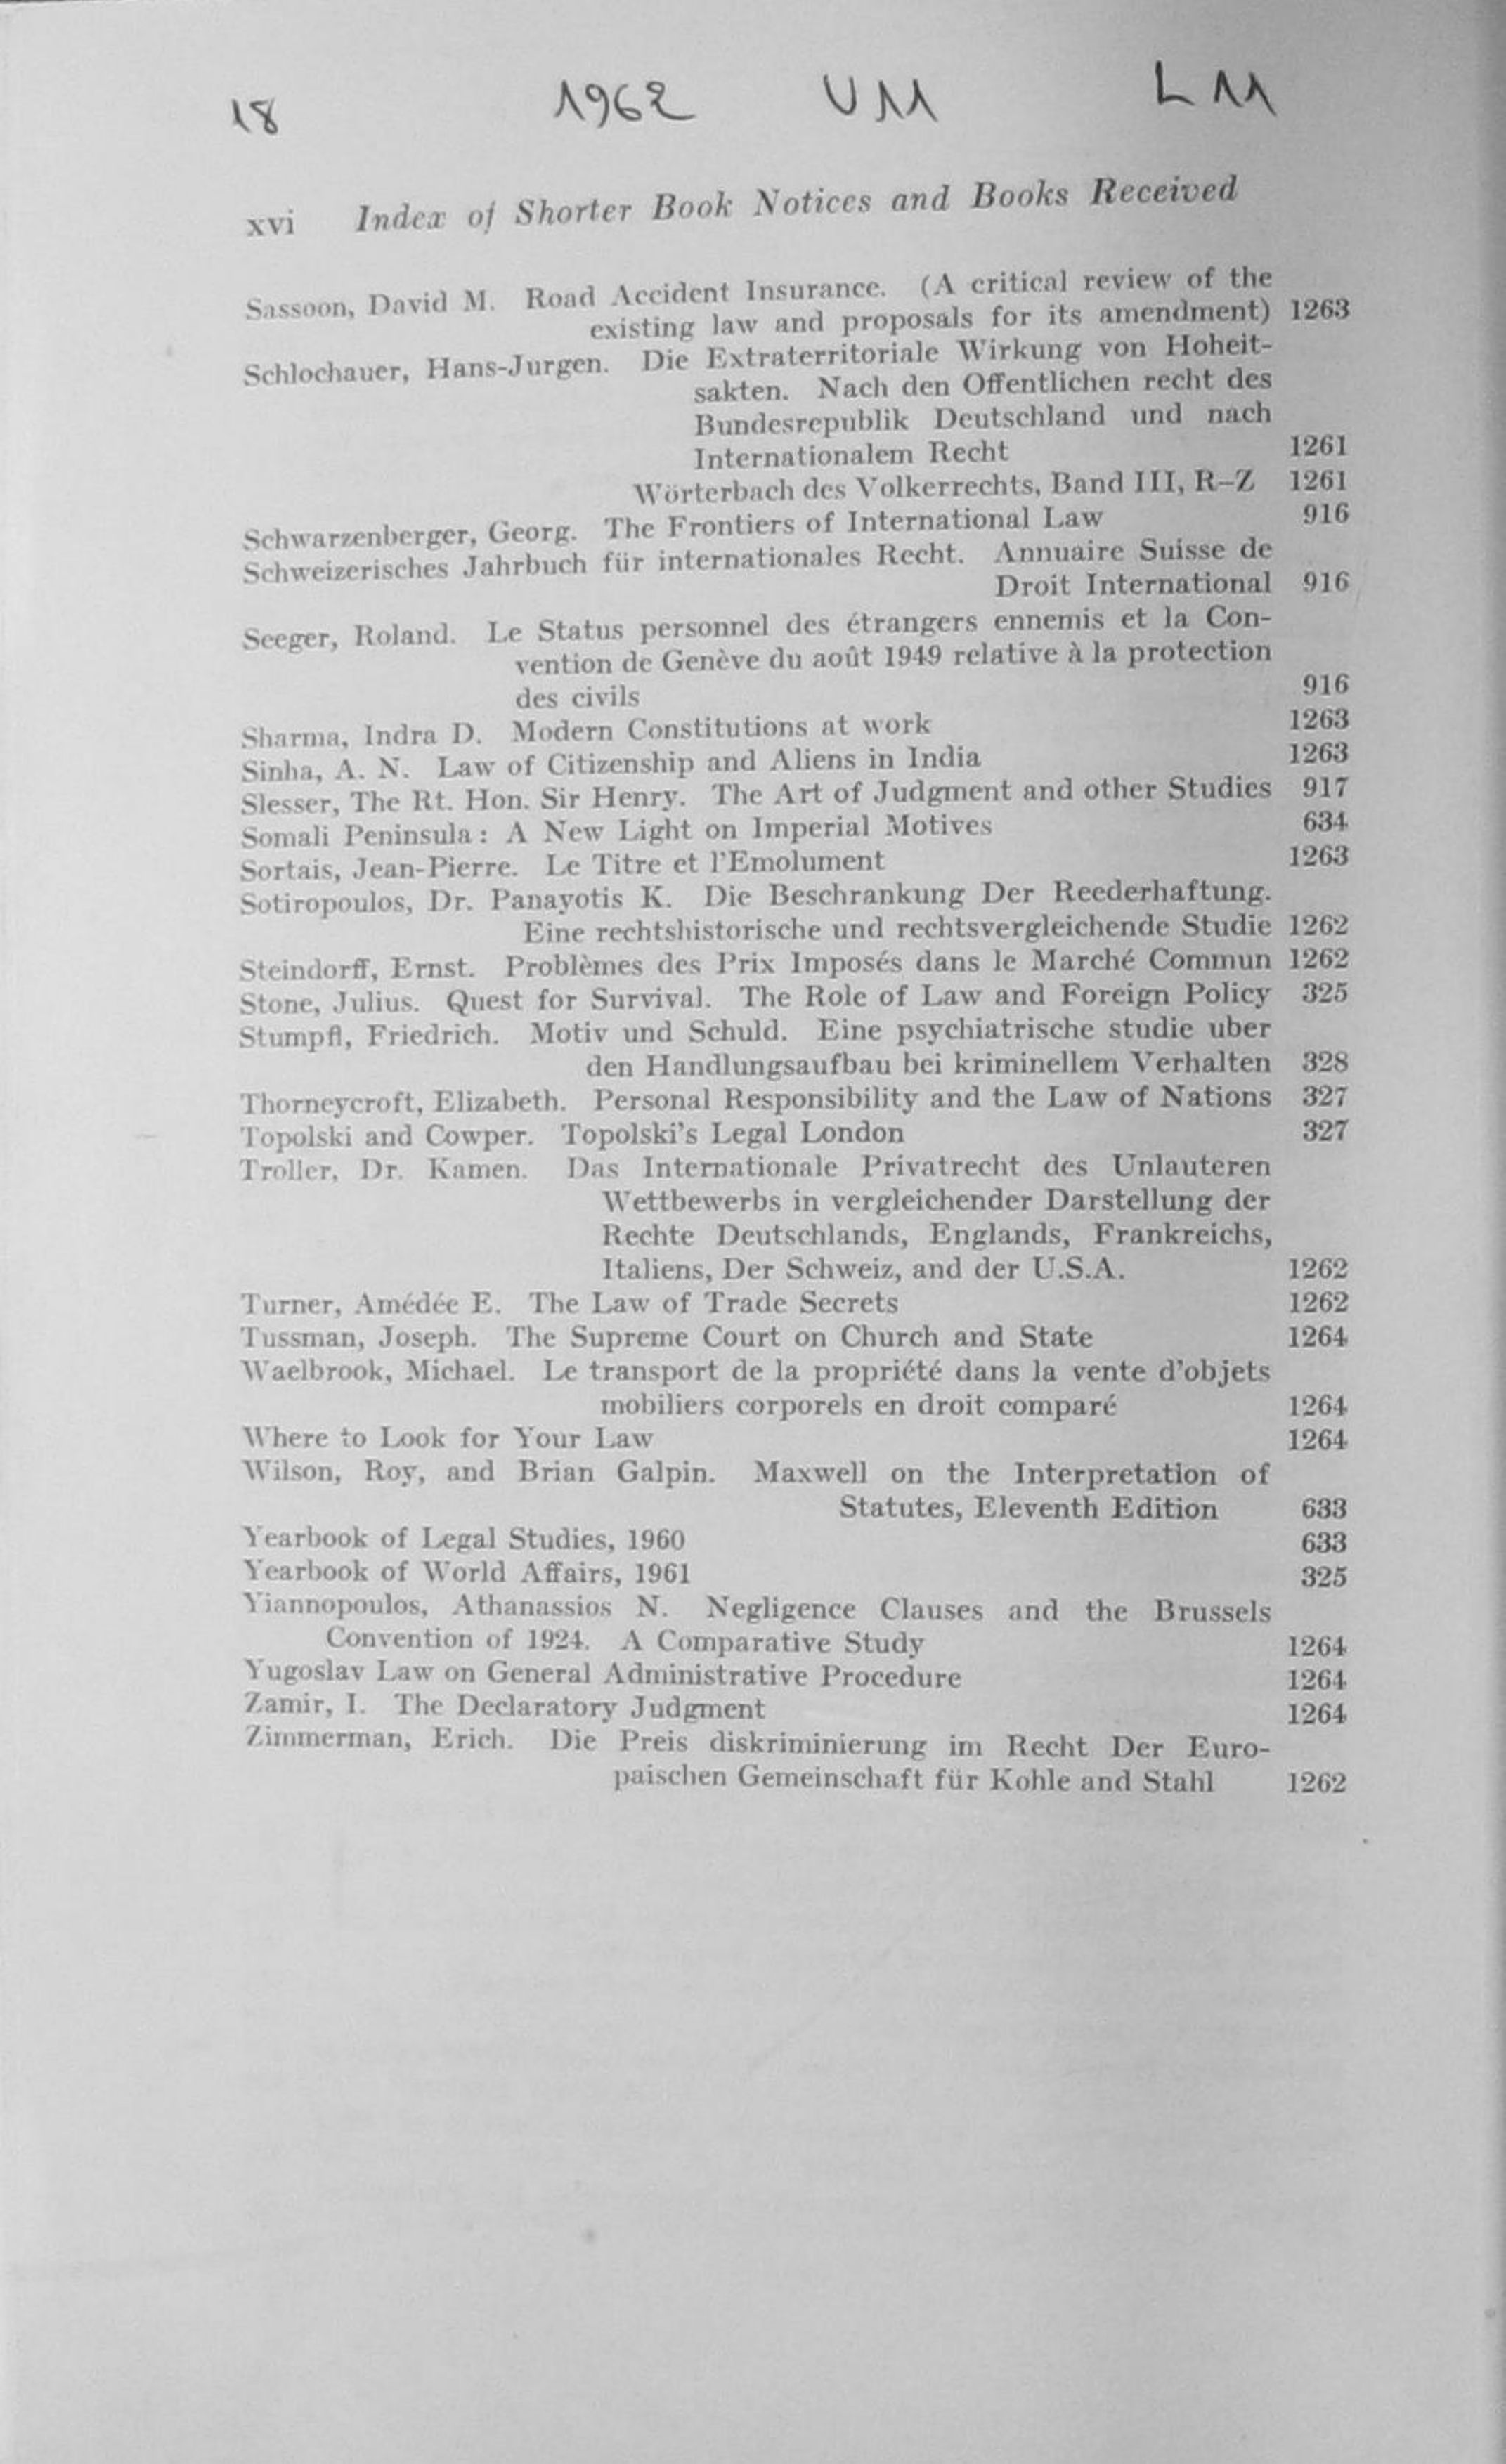 18 1962 UM LM
xvi Index of Shorter Book Notices and Books Received
Sassoon, David M. Road Accident Insurance. (A critical review of the
existing law and proposals for its amendment) 1263
Schlochauer, Hans-Jurgen. Die Extraterritoriale Wirkung von Hoheit-
sakten. Nach den Offentlichen recht des
Bundesrepublik Deutschland und nach
Internationalem Recht 1261
Wörterbach des Volkerrechts, Band III, R–Z 1261
Schwarzenberger, Georg. The Frontiers of International Law 916
Schweizerisches Jahrbuch für internationales Recht. Annuaire Suisse de
Droit International 916
Seeger, Roland. Le Status personnel des étrangers ennemis et la Con-
vention de Genève du août 1949 relative à la protection
des civils 916
Sharma, Indra D. Modern Constitutions at work 1263
Sinha, A. N. Law of Citizenship and Aliens in India 1263
Slesser, The Rt. Hon. Sir Henry. The Art of Judgment and other Studies 917
Somali Peninsula: A New Light on Imperial Motives 634
Sortais, Jean-Pierre. Le Titre et l'Emolument 1263
Sotiropoulos, Dr. Panayotis K. Die Beschrankung Der Reederhaftung.
Eine rechtshistorische und rechtsvergleichende Studie 1262
Steindorff, Ernst. Problèmes des Prix Imposés dans le Marché Commun 1262
Stone, Julius. Quest for Survival. The Role of Law and Foreign Policy 325
Stumpfl, Friedrich. Motiv und Schuld. Eine psychiatrische studie uber
den Handlungsaufbau bei kriminellem Verhalten 328
Thorneycroft, Elizabeth. Personal Responsibility and the Law of Nations 327
Topolski and Cowper. Topolski's Legal London 327
Troller, Dr. Kamen. Das Internationale Privatrecht des Unlauteren
Wettbewerbs in vergleichender Darstellung der
Rechte Deutschlands, Englands, Frankreichs,
Italiens, Der Schweiz, and der U.S.A. 1262
Turner, Amédée E. The Law of Trade Secrets 1262
Tussman, Joseph. The Supreme Court on Church and State 1264
Waelbrook, Michael. Le transport de la propriété dans la vente d'objets
mobiliers corporels en droit comparé 1264
Where to Look for Your Law 1264
Wilson, Roy, and Brian Galpin. Maxwell on the Interpretation of
Statutes, Eleventh Edition 633
Yearbook of Legal Studies, 1960 633
Yearbook of World Affairs, 1961 325
Yiannopoulos, Athanassios N. Negligence Clauses and the Brussels
Convention of 1924. A Comparative Study 1264
Yugoslav Law on General Administrative Procedure 1264
Zamir, I. The Declaratory Judgment 1264
Zimmerman, Erich. Die Preis diskriminierung im Recht Der Euro-
paischen Gemeinschaft für Kohle and Stahl 1262